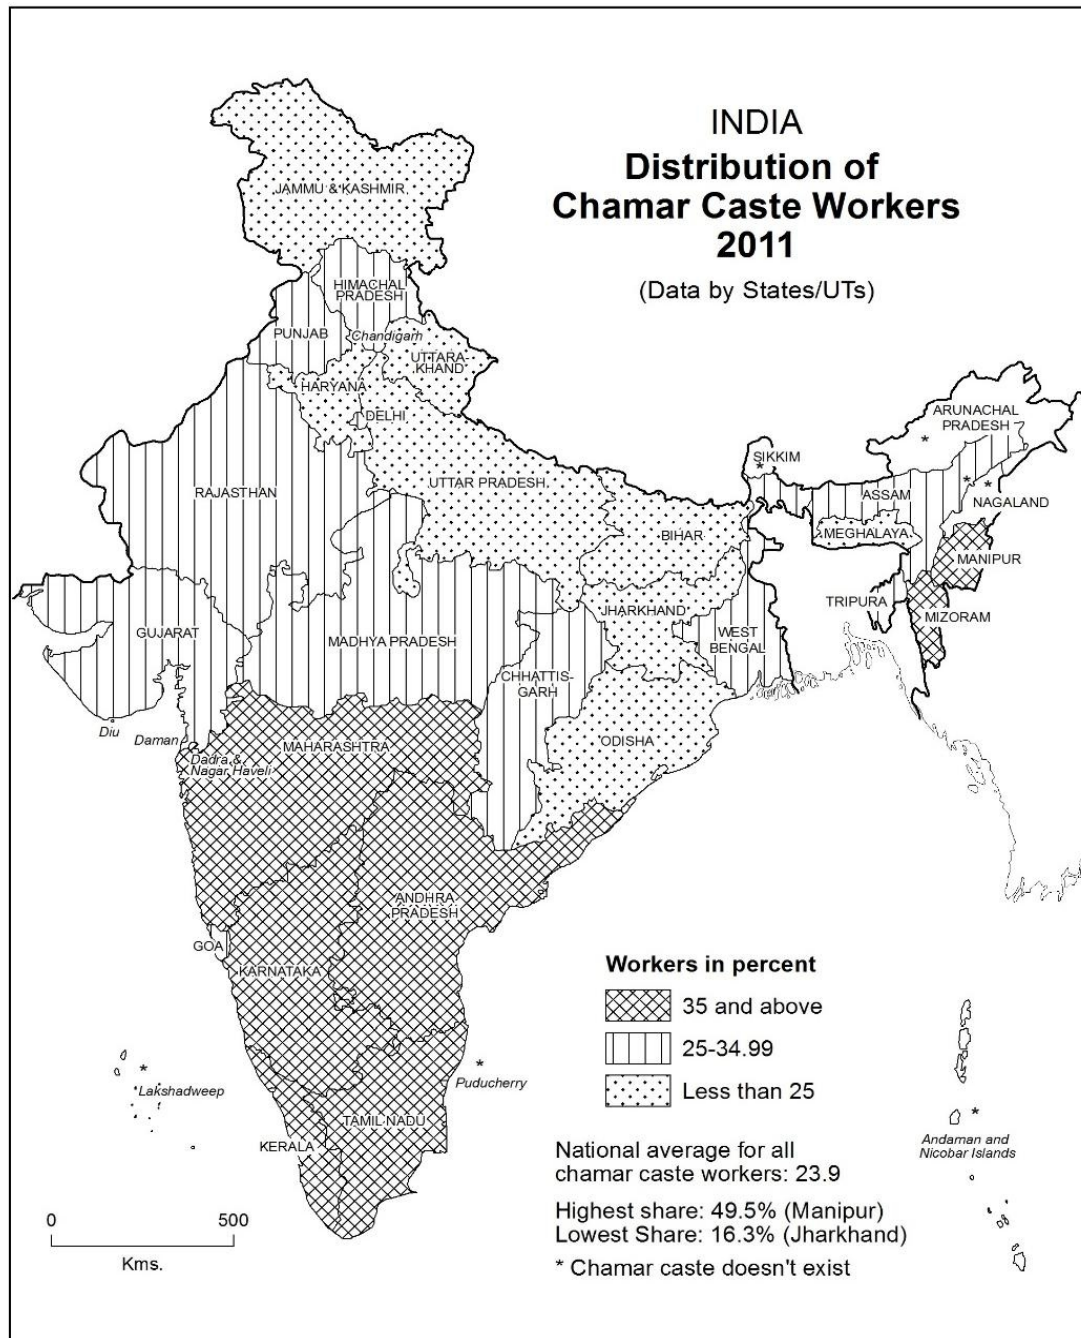 INDIA
Distribution of
Chamar Caste Workers
2011
(Data by States/UTs)
JAMMU & KASHMIR
HIMACHAL
PRADESH
PUNJAB
Chandigarh
UTTARA-
KHAND
HARYANA
DELHI
ARUNACHAL
PRADESH
*
SIKKIM
*
RAJASTHAN
UTTAR PRADESH
ASSAM
* *
NAGALAND
BIHAR
MEGHALAYA
MANIPUR
JHARKHAND
TRIPURA
MIZORAM
GUJARAT
MADHYA PRADESH
WEST
BENGAL
CHHATTIS-
GARH
Diu
Daman
MAHARASHTRA
ODISHA
Dadra &
Nagar Haveli
ANDHRA
PRADESH
GOA
KARNATAKA
*
Lakshadweep
*
Puducherry
TAMIL NADU
KERALA
Workers in percent
35 and above
25-34.99
Less than 25
*
Andaman and
Nicobar Islands
National average for all
chamar caste workers: 23.9
Highest share: 49.5% (Manipur)
Lowest Share: 16.3% (Jharkhand)
* Chamar caste doesn't exist
0 500
Kms.